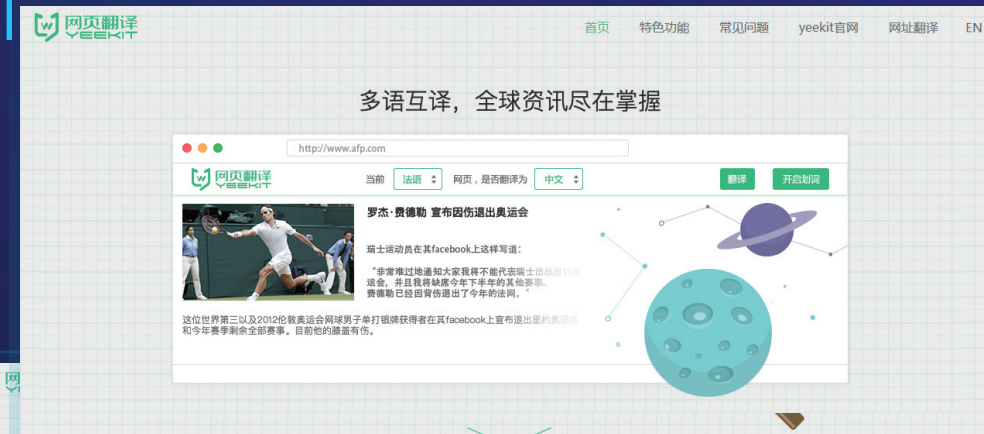 网页翻译
YEEKIT
首页 特色功能 常见问题 yeekit官网 网址翻译 EN
多语互译，全球资讯尽在掌握
http://www.afp.com
网页翻译
YEEKIT
当前 法语 网页，是否翻译为 中文 翻译 开启划词
罗杰·费德勒 宣布因伤退出奥运会
瑞士运动员在其facebook上这样写道：
“非常难过地通知大家我将不能代表瑞士出战里约奥
运会，并且我将缺席今年下半年的其他赛事。
费德勒已经因背伤退出了今年的法网。”
这位世界第三以及2012伦敦奥运会网球男子单打银牌获得者在其facebook上宣布退出里约奥运会
和今年赛季剩余全部赛事。目前他的膝盖有伤。
网